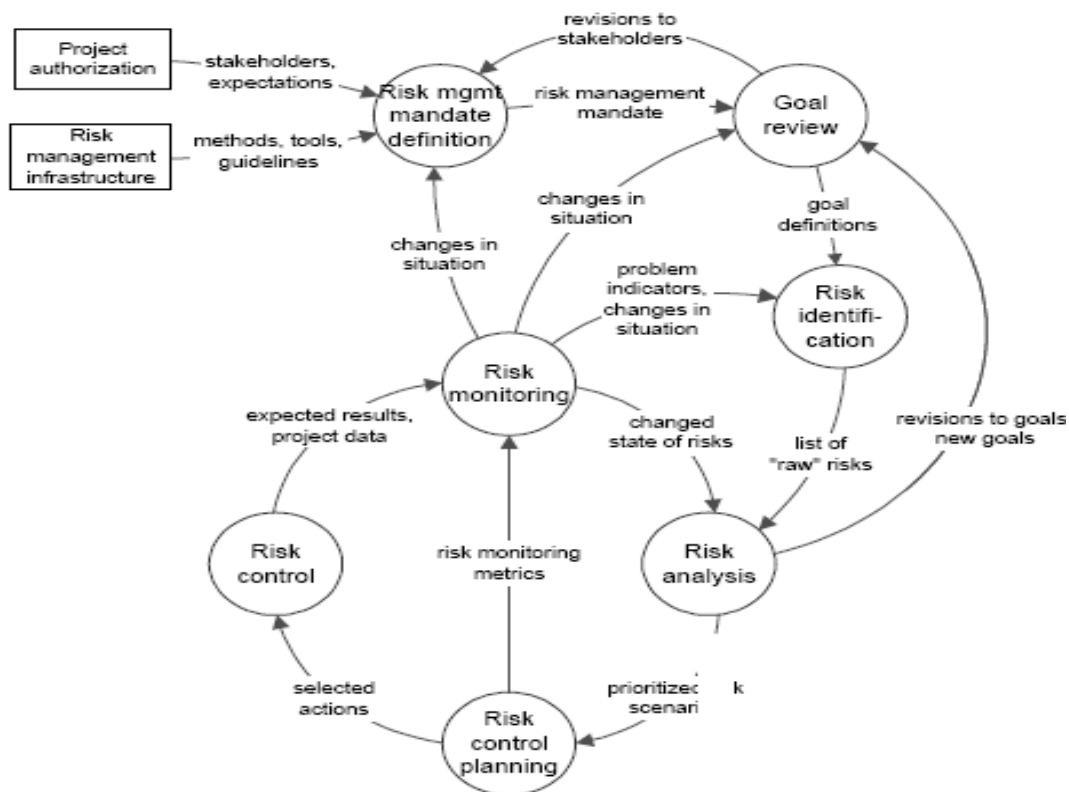 Project
authorization
stakeholders,
expectations
Risk
management
infrastructure
methods, tools,
guidelines
Risk mgmt
mandate
definition
revisions to
stakeholders
risk management
mandate
Goal
review
changes in
situation
changes in
situation
goal
definitions
problem
indicators,
changes in
situation
Risk
identifi-
cation
Risk
monitoring
expected results,
project data
changed
state of risks
list of
"raw" risks
revisions to goals
new goals
Risk
control
risk monitoring
metrics
Risk
analysis
selected
actions
Risk
control
planning
prioritized